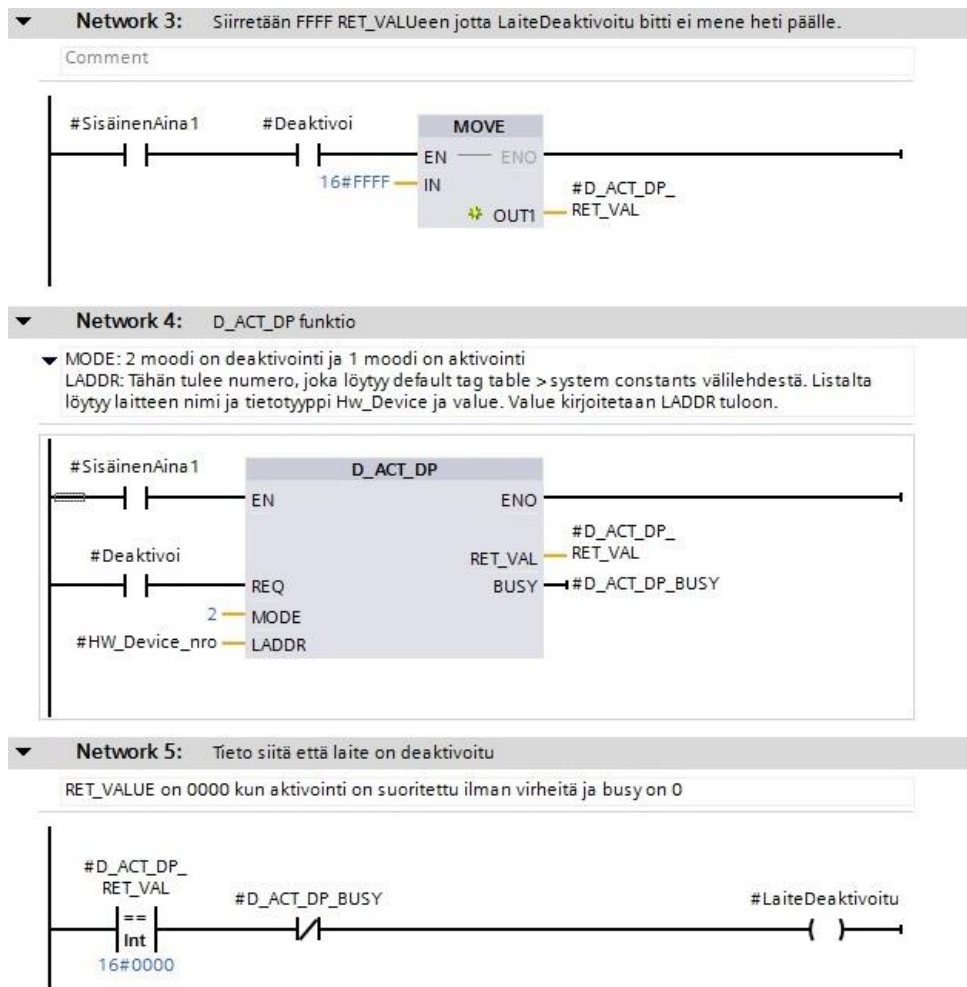 Network 3: Siirretään FFFF RET_VALUeen jotta LaiteDeaktivoitu bitti ei mene heti päälle.
Comment
#SisäinenAina1 #Deaktivoi MOVE
EN ENO
16#FFFF IN
#D_ACT_DP_
OUT1 RET_VAL
Network 4: D_ACT_DP funktio
MODE: 2 moodi on deaktivointi ja 1 moodi on aktivointi
LADDR: Tähän tulee numero, joka löytyy default tag table > system constants välilehdestä. Listalta
löytyy laitteen nimi ja tietotyyppi Hw_Device ja value. Value kirjoitetaan LADDR tuloon.
#SisäinenAina1 D_ACT_DP
EN ENO
#D_ACT_DP_
#Deaktivoi RET_VAL RET_VAL
REQ BUSY #D_ACT_DP_BUSY
2 MODE
#HW_Device_nro LADDR
Network 5: Tieto siitä että laite on deaktivoitu
RET_VALUE on 0000 kun aktivointi on suoritettu ilman virheitä ja busy on 0
#D_ACT_DP_
RET_VAL #D_ACT_DP_BUSY #LaiteDeaktivoitu
==
Int
16#0000